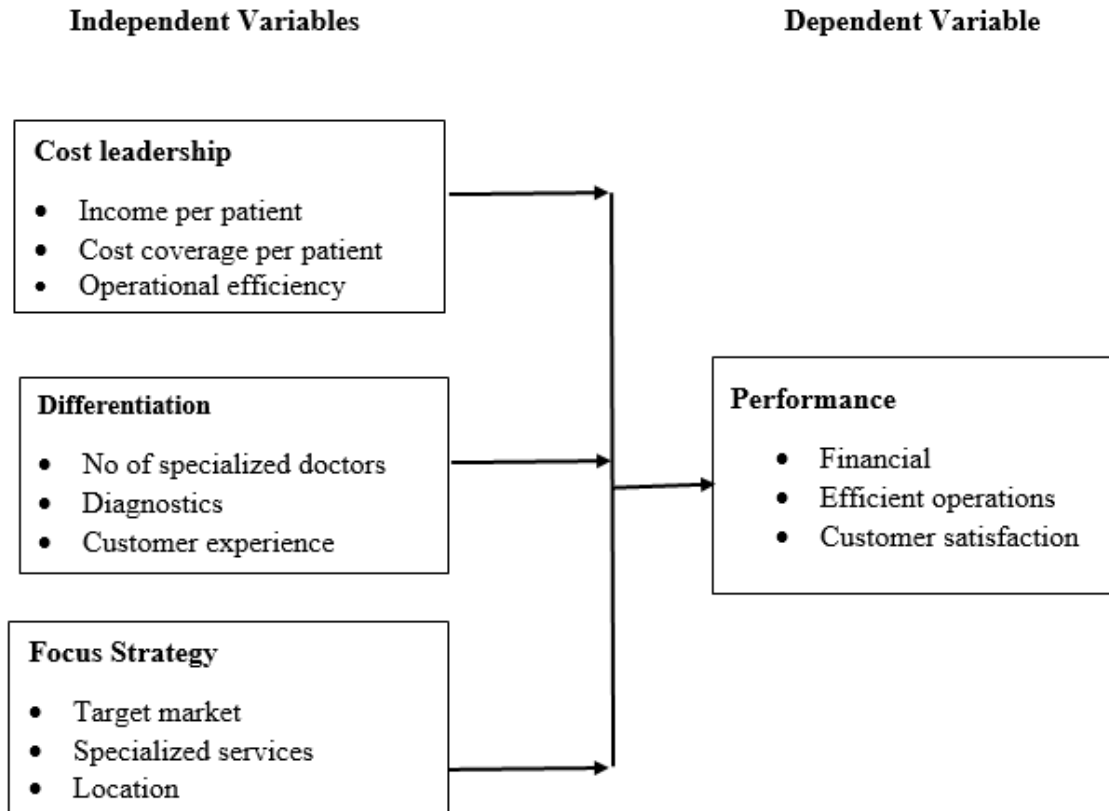 Independent Variables
Dependent Variable
Cost leadership
• Income per patient
• Cost coverage per patient
• Operational efficiency
Differentiation
• No of specialized doctors
• Diagnostics
• Customer experience
Focus Strategy
• Target market
• Specialized services
• Location
Performance
• Financial
• Efficient operations
• Customer satisfaction